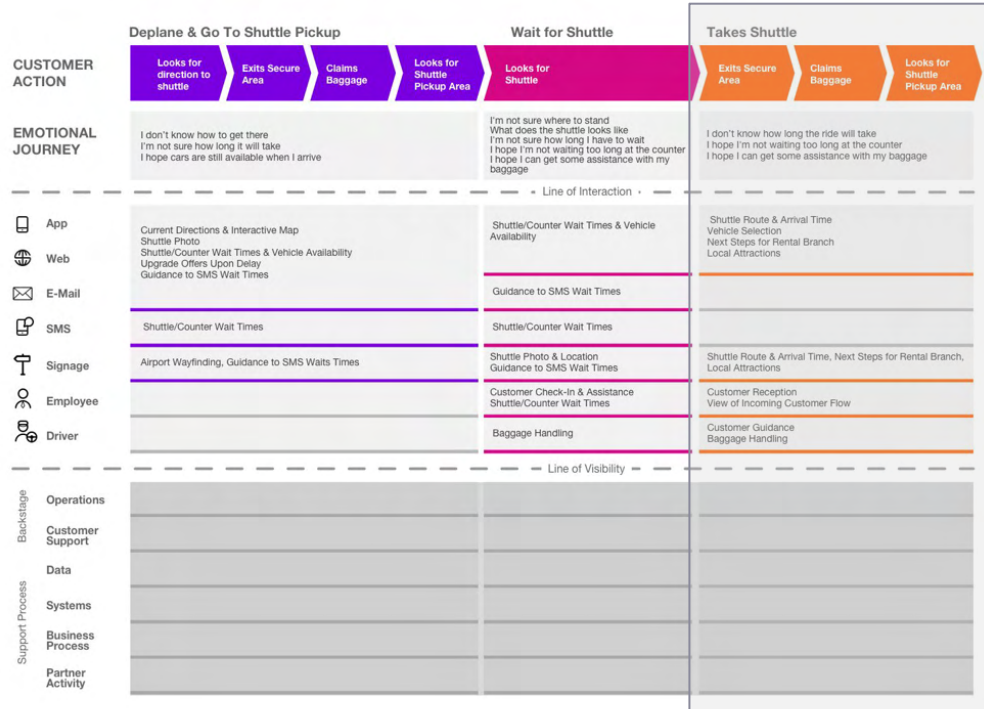 Deplane & Go To Shuttle Pickup
Wait for Shuttle
Takes Shuttle
CUSTOMER
ACTION
Looks for
direction to
shuttle
Exits Secure
Area
Claims
Baggage
Looks for
Shuttle
Pickup Area
Looks for
Shuttle
Exits Secure
Area
Claims
Baggage
Looks for
Shuttle
Pickup Area
EMOTIONAL
JOURNEY
I don't know how to get there
I'm not sure how long it will take
I hope cars are still available when I arrive
I'm not sure where to stand
What does the shuttle looks like
I'm not sure how long I have to wait
I hope I'm not waiting too long at the counter
I hope I can get some assistance with my
baggage
I don't know how long the ride will take
I hope I'm not waiting too long at the counter
I hope I can get some assistance with my baggage
Line of Interaction
App
Web
E-Mail
Current Directions & Interactive Map
Shuttle Photo
Shuttle/Counter Wait Times & Vehicle Availability
Upgrade Offers Upon Delay
Guidance to SMS Wait Times
Shuttle/Counter Wait Times & Vehicle
Availability
Guidance to SMS Wait Times
Shuttle Route & Arrival Time
Vehicle Selection
Next Steps for Rental Branch
Local Attractions
SMS
Shuttle/Counter Wait Times
Shuttle/Counter Wait Times
Signage
Airport Wayfinding, Guidance to SMS Waits Times
Shuttle Photo & Location
Guidance to SMS Wait Times
Shuttle Route & Arrival Time, Next Steps for Rental Branch,
Local Attractions
Employee
Customer Check-In & Assistance
Shuttle/Counter Wait Times
Customer Reception
View of Incoming Customer Flow
Driver
Baggage Handling
Customer Guidance
Baggage Handling
Line of Visibility
Backstage
Operations
Customer
Support
Support Process
Data
Systems
Business
Process
Partner
Activity